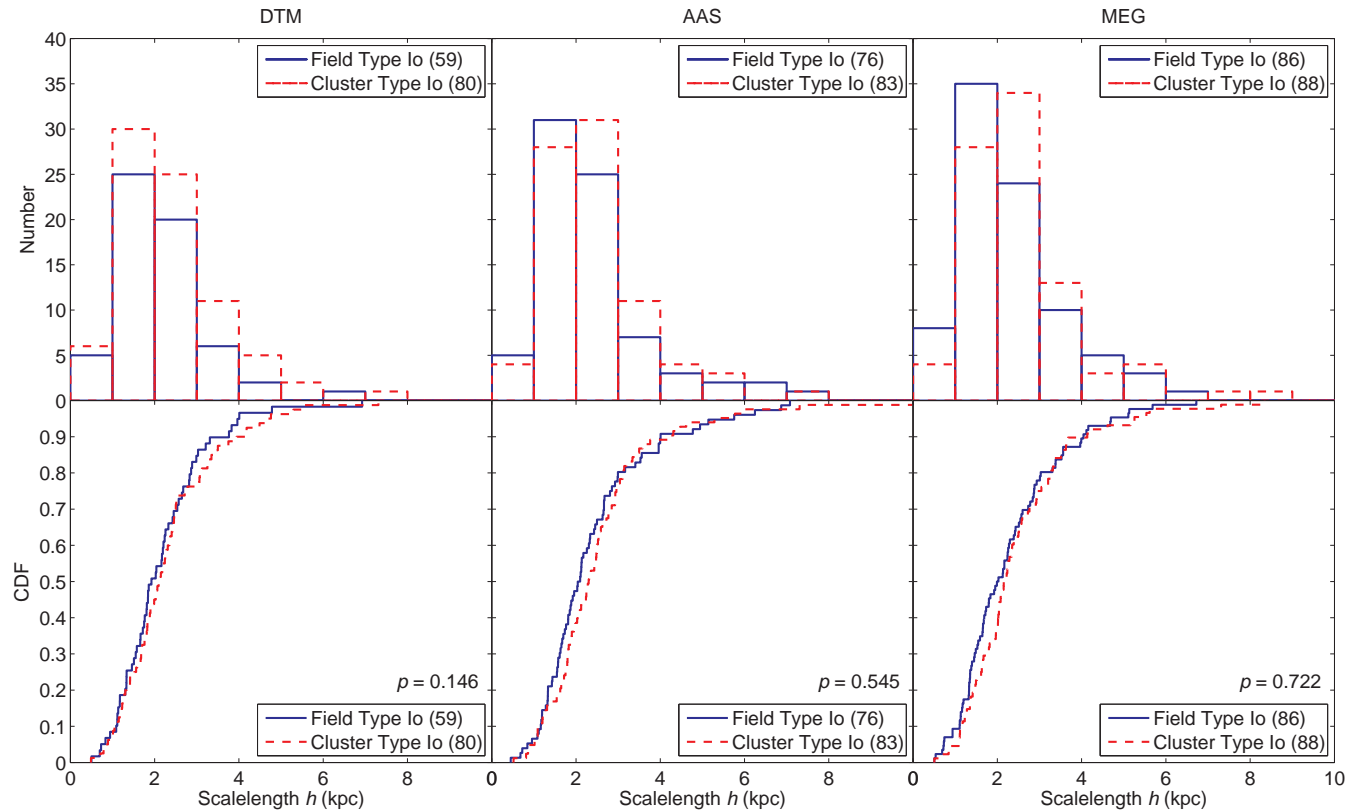 DTM
AAS
MEG
40
35
30
25
20
15
10
5
0
Number
Field Type Io (59)
Cluster Type Io (80)
Field Type Io (76)
Cluster Type Io (83)
Field Type Io (86)
Cluster Type Io (88)
0.9
0.8
0.7
0.6
0.5
0.4
0.3
0.2
0.1
0
CDF
p = 0.146
p = 0.545
p = 0.722
Field Type Io (59)
Cluster Type Io (80)
Field Type Io (76)
Cluster Type Io (83)
Field Type Io (86)
Cluster Type Io (88)
0 2 4 6 8
0 2 4 6 8
0 2 4 6 8 10
Scalelength h (kpc)
Scalelength h (kpc)
Scalelength h (kpc)